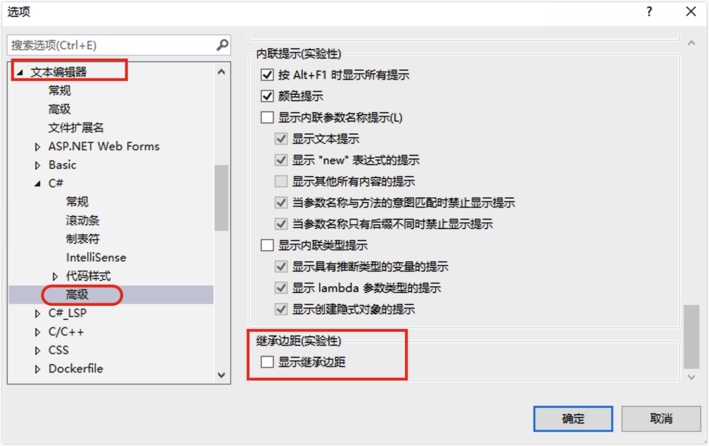 选项
?
搜索选项(Ctrl+E)
文本编辑器
常规
高级
文件扩展名
ASP.NET Web Forms
Basic
C#
常规
滚动条
制表符
IntelliSense
代码样式
高级
C#_LSP
C/C++
CSS
Dockerfile
内联提示(实验性)
按 Alt+F1 时显示所有提示
颜色提示
显示内联参数名称提示(L)
显示文本提示
显示 "new" 表达式的提示
显示其他所有内容的提示
当参数名称与方法的意图匹配时禁止显示提示
当参数名称只有后缀不同时禁止显示提示
显示内联类型提示
显示具有推断类型的变量的提示
显示 lambda 参数类型的提示
显示创建隐式对象的提示
继承边距(实验性)
显示继承边距
确定
取消